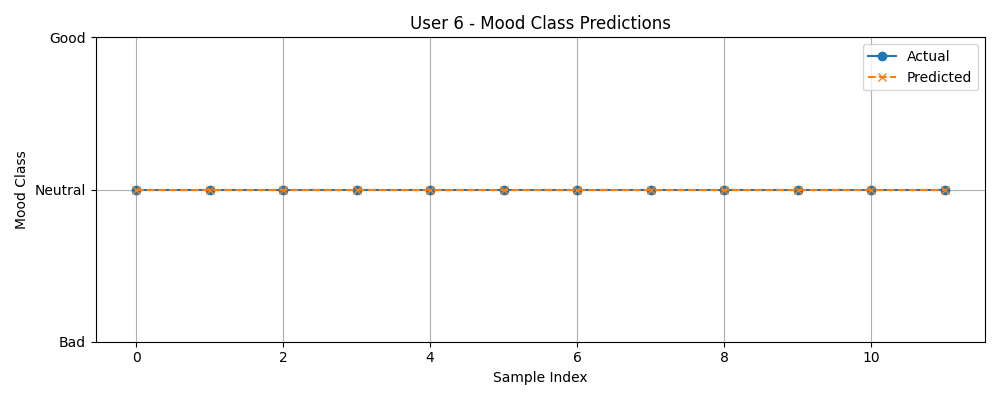 User 6 - Mood Class Predictions
Good
Neutral
Bad
Mood Class
Actual
Predicted
0 2 4 6 8 10
Sample Index